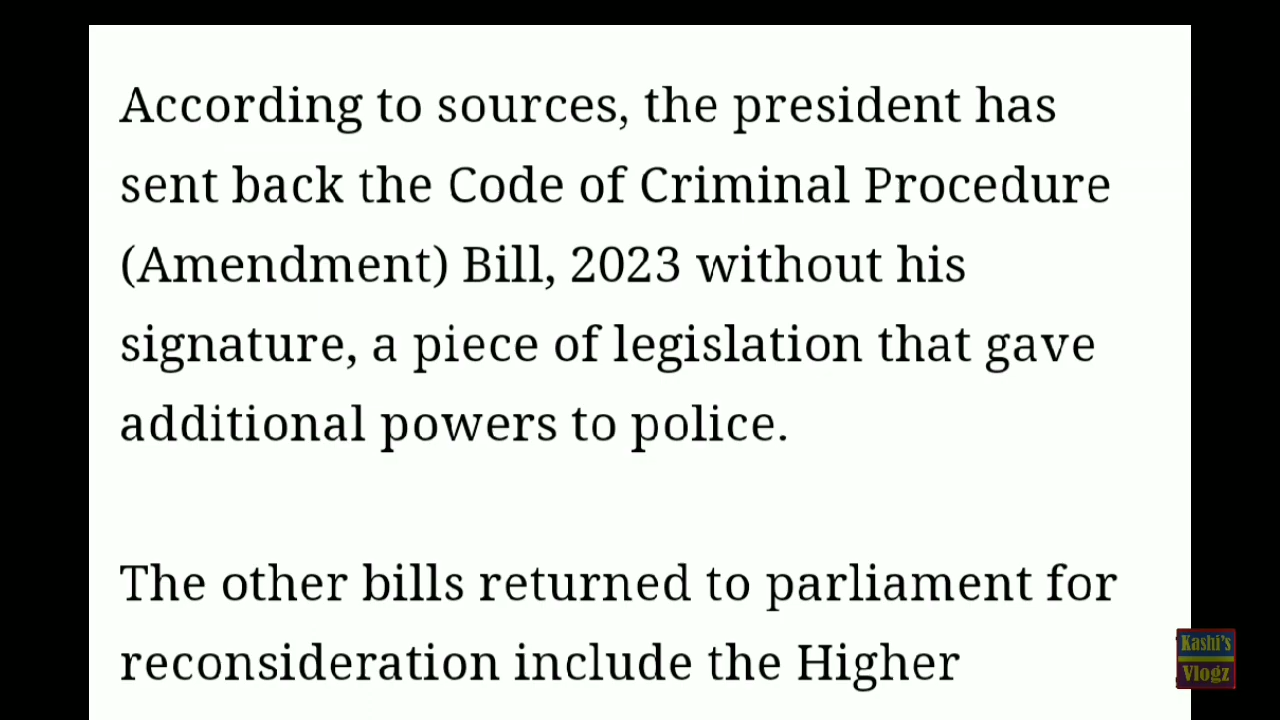 According to sources, the president has
sent back the Code of Criminal Procedure
(Amendment) Bill, 2023 without his
signature, a piece of legislation that gave
additional powers to police.
The other bills returned to parliament for
reconsideration include the Higher
Kashi's
Vlogz